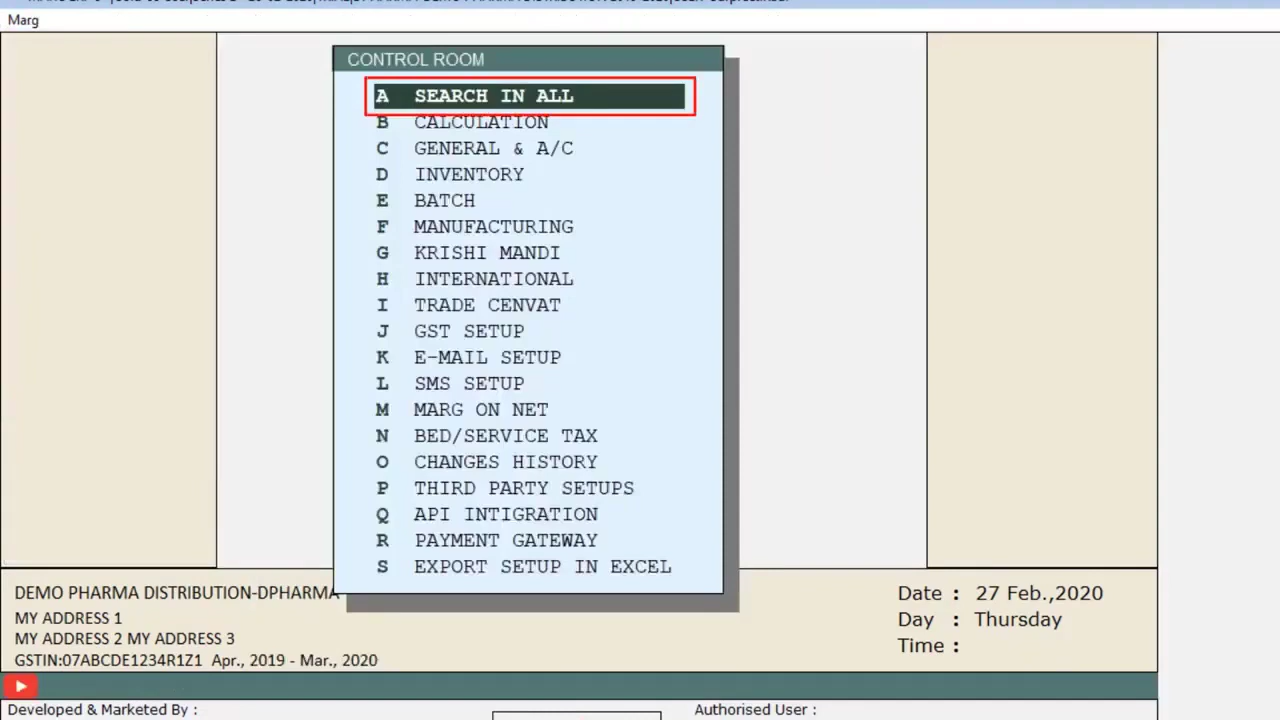 Marg
CONTROL ROOM
A SEARCH IN ALL
B CALCULATION
C GENERAL & A/C
D INVENTORY
E BATCH
F MANUFACTURING
G KRISHI MANDI
H INTERNATIONAL
I TRADE CENVAT
J GST SETUP
K E-MAIL SETUP
L SMS SETUP
M MARG ON NET
N BED/SERVICE TAX
O CHANGES HISTORY
P THIRD PARTY SETUPS
Q API INTIGRATION
R PAYMENT GATEWAY
S EXPORT SETUP IN EXCEL
DEMO PHARMA DISTRIBUTION-DPHARMA
MY ADDRESS 1
MY ADDRESS 2 MY ADDRESS 3
GSTIN:07ABCDE1234R1Z1 Apr., 2019 - Mar., 2020
Date : 27 Feb.,2020
Day : Thursday
Time :
Developed & Marketed By :
Authorised User :